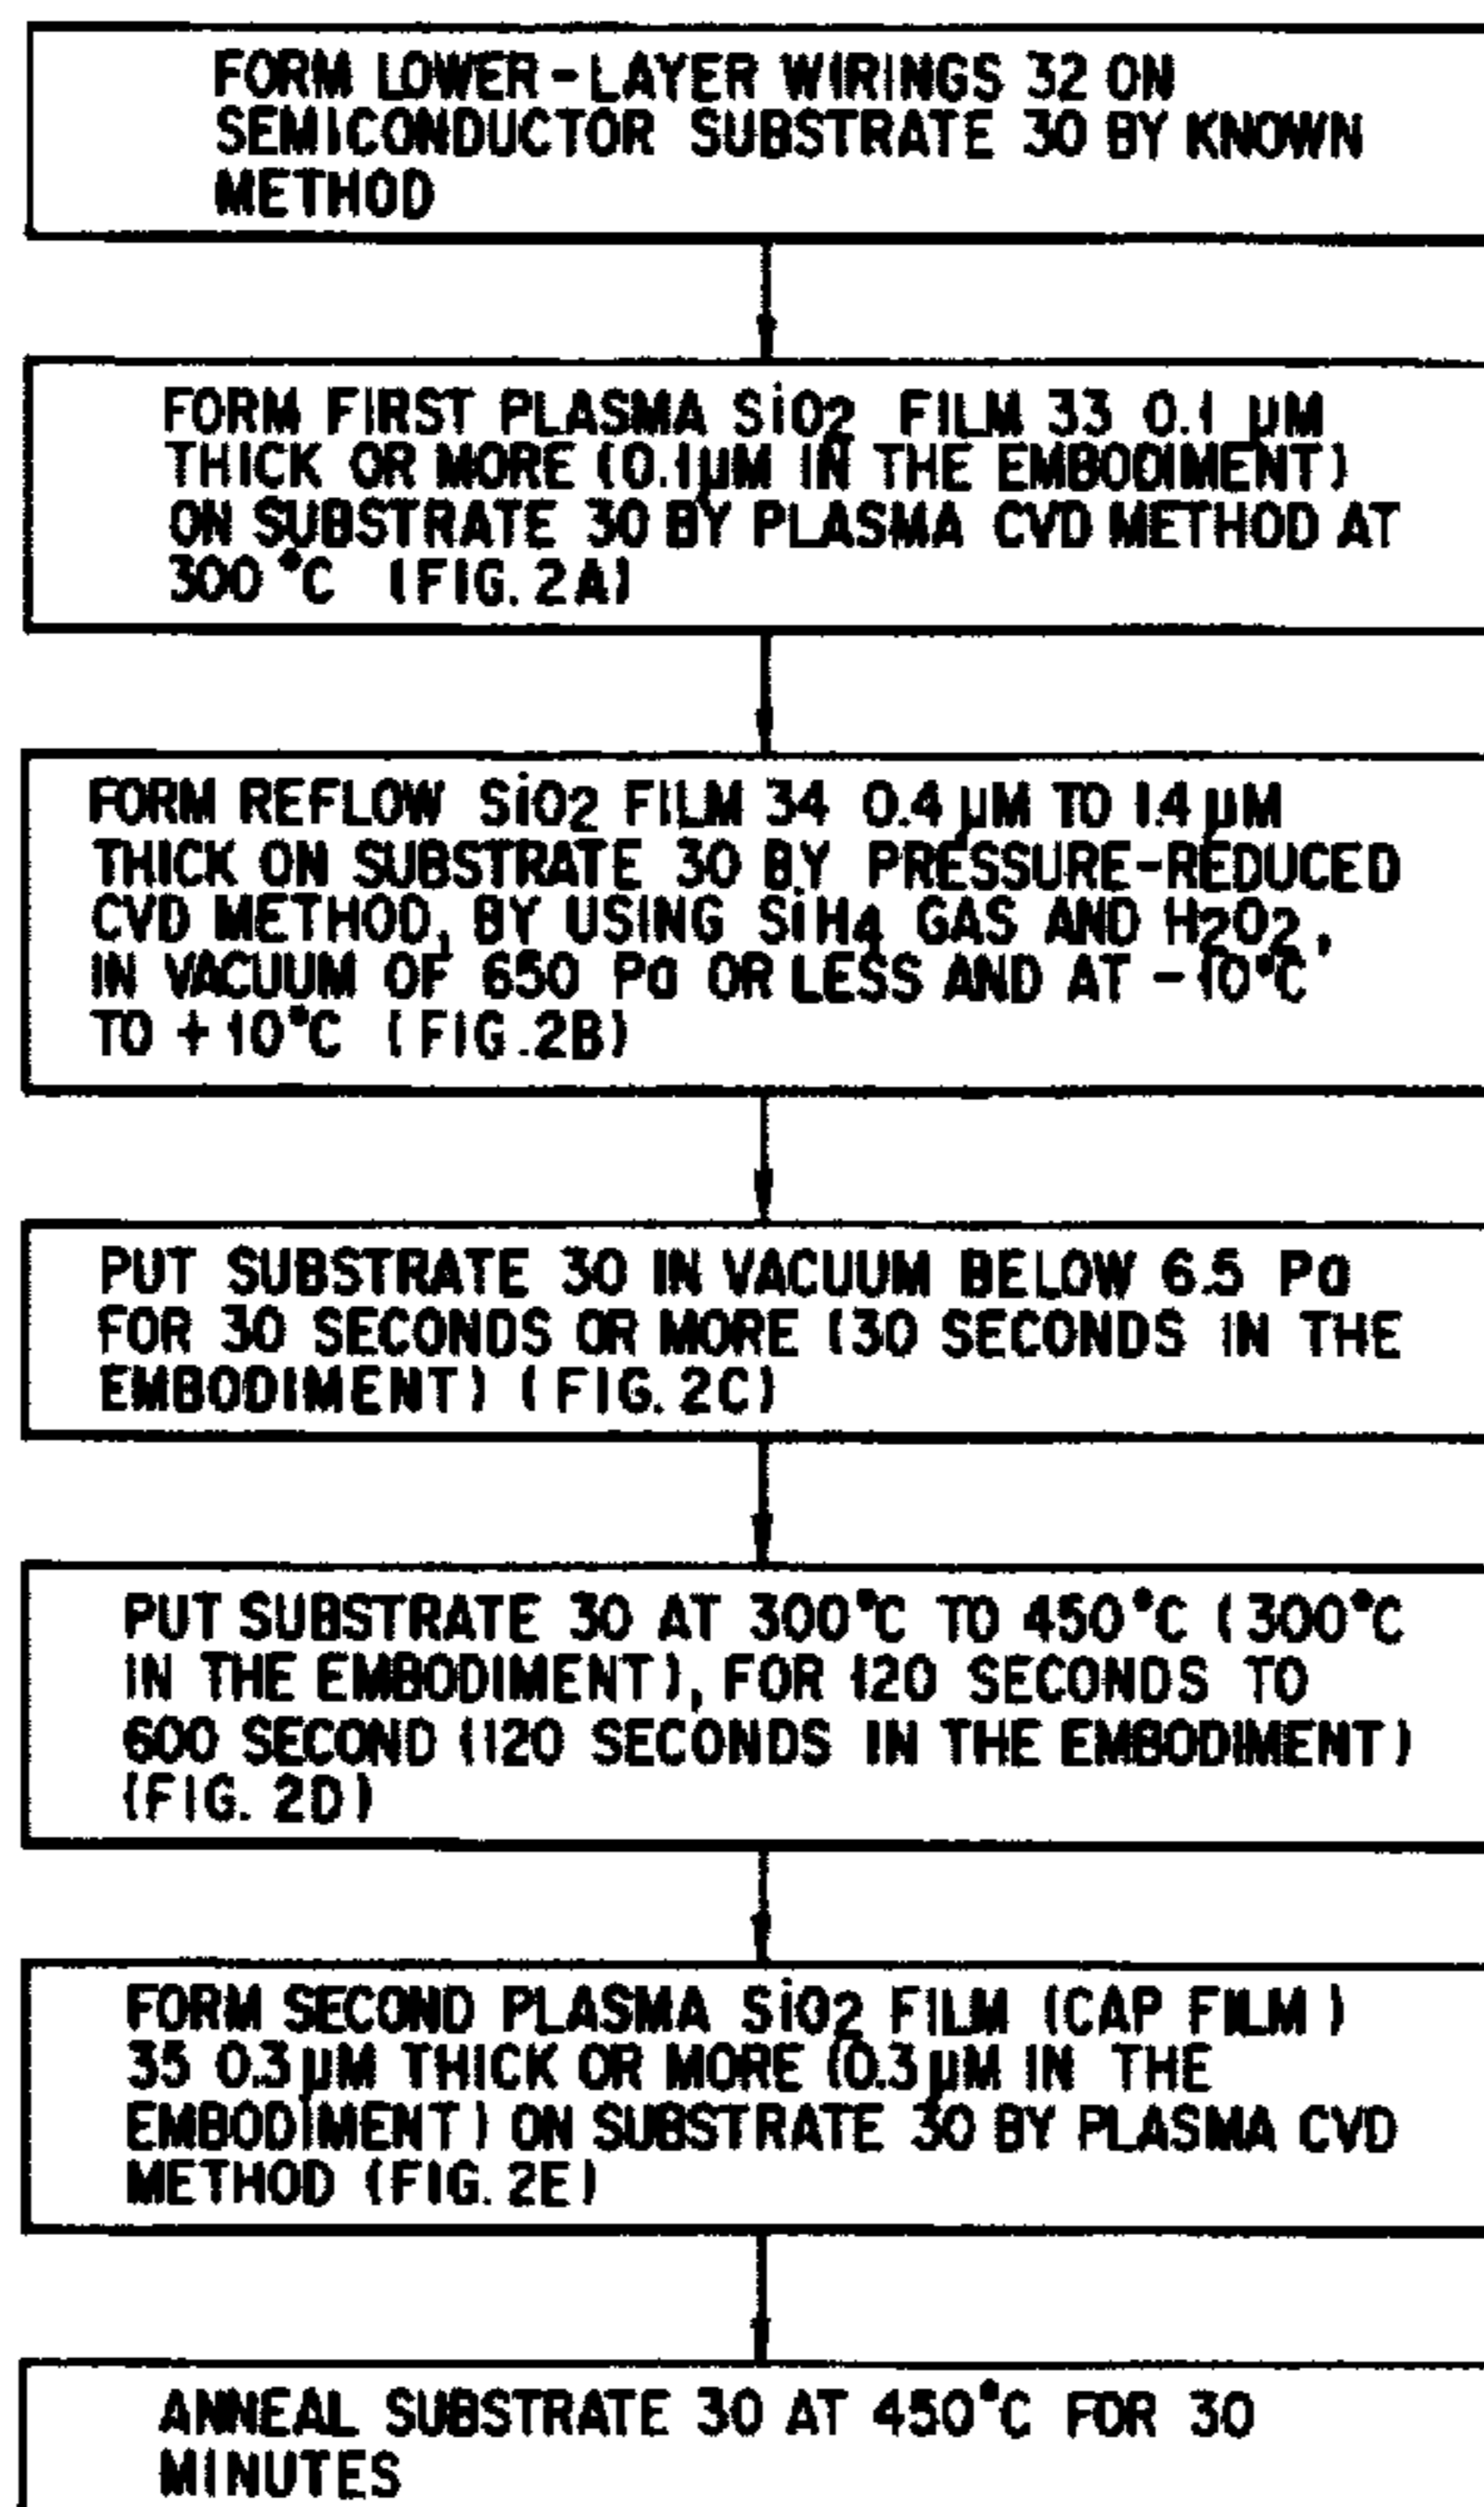 FORM LOWER-LAYER WIRINGS 32 ON
SEMICONDUCTOR SUBSTRATE 30 BY KNOWN
METHOD
FORM FIRST PLASMA SiO2 FILM 33 0.1 µM
THICK OR MORE (0.1µM IN THE EMBODIMENT)
ON SUBSTRATE 30 BY PLASMA CVD METHOD AT
300°C (FIG. 2A)
FORM REFLOW SiO2 FILM 34 0.4 µM TO 1.4 µM
THICK ON SUBSTRATE 30 BY PRESSURE-REDUCED
CVD METHOD, BY USING SiH4 GAS AND H2O2,
IN VACUUM OF 650 Pa OR LESS AND AT -10°C
TO +10°C (FIG.2B)
PUT SUBSTRATE 30 IN VACUUM BELOW 6.5 Pa
FOR 30 SECONDS OR MORE (30 SECONDS IN THE
EMBODIMENT) (FIG. 2C)
PUT SUBSTRATE 30 AT 300°C TO 450°C (300°C
IN THE EMBODIMENT), FOR 120 SECONDS TO
600 SECOND (120 SECONDS IN THE EMBODIMENT)
(FIG. 2D)
FORM SECOND PLASMA SiO2 FILM (CAP FILM)
35 0.3 µM THICK OR MORE (0.3 µM IN THE
EMBODIMENT) ON SUBSTRATE 30 BY PLASMA CVD
METHOD (FIG. 2E)
ANNEAL SUBSTRATE 30 AT 450°C FOR 30
MINUTES